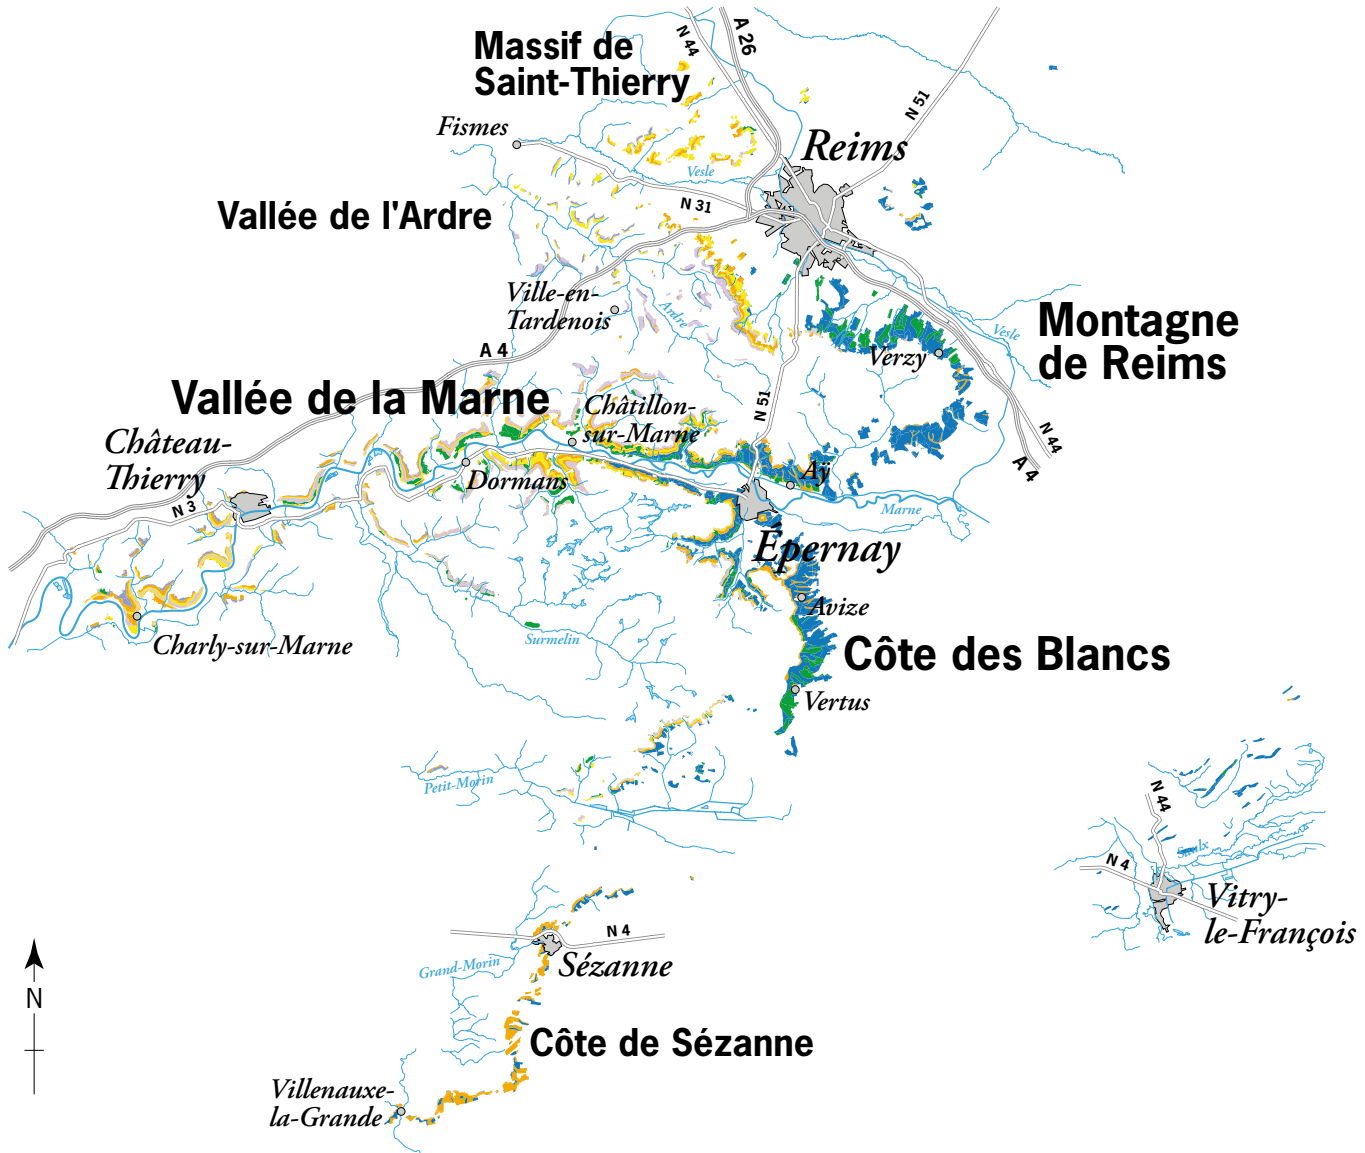 Massif de
Saint-Thierry
N 44
A 26
N 51
Fismes
Reims
Vesle
Vallée de l'Ardre
N 31
Ville-en-
Tardenois
Ardre
Montagne
de Reims
Vesle
Verzy
A 4
Vallée de la Marne
N 51
Châtillon-
sur-Marne
Château-
Thierry
N 44
A 4
Dormans
Aÿ
N 3
Marne
Épernay
Avize
Charly-sur-Marne
Surmelin
Côte des Blancs
Vertus
Petit-Morin
N 44
Saulx
N 4
Vitry-
le-François
N 4
Grand-Morin
Sézanne
N
Côte de Sézanne
Villenauxe-
la-Grande